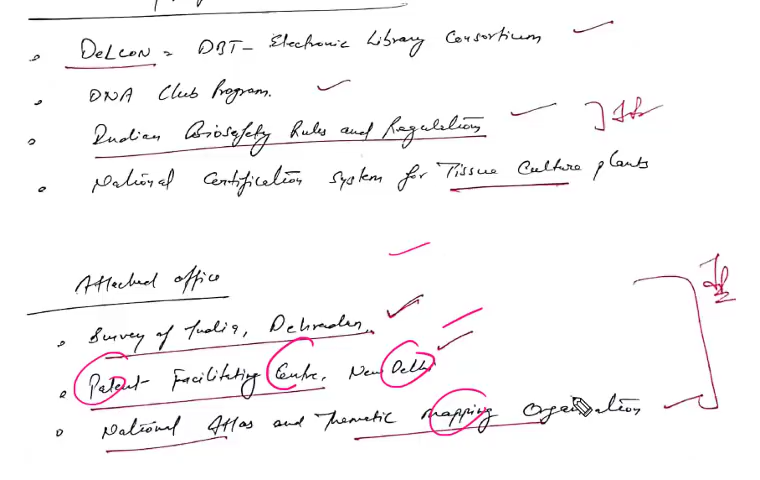 • DeLCON = DBT- Electronic Library Consortium
• DNA Club Program.
• Indian Biosafety Rules and Regulation
• National Certification System for Tissue Culture plants
Attached office
• Survey of India, Dehradun.
• Patent- Facilitating Centre, New Delhi
• National Atlas and Thematic mapping Organisation